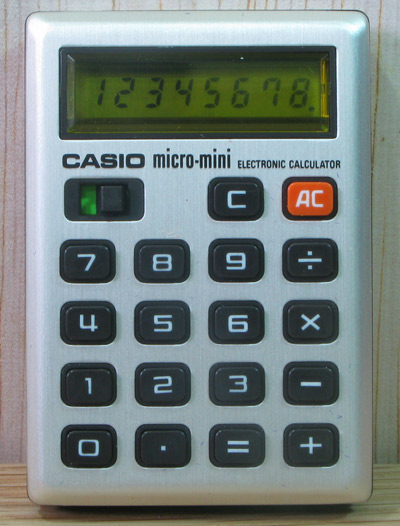 12345678.
CASIO micro-mini ELECTRONIC CALCULATOR
C AC
7 8 9 ÷
4 5 6 ×
1 2 3 −
0 . = +